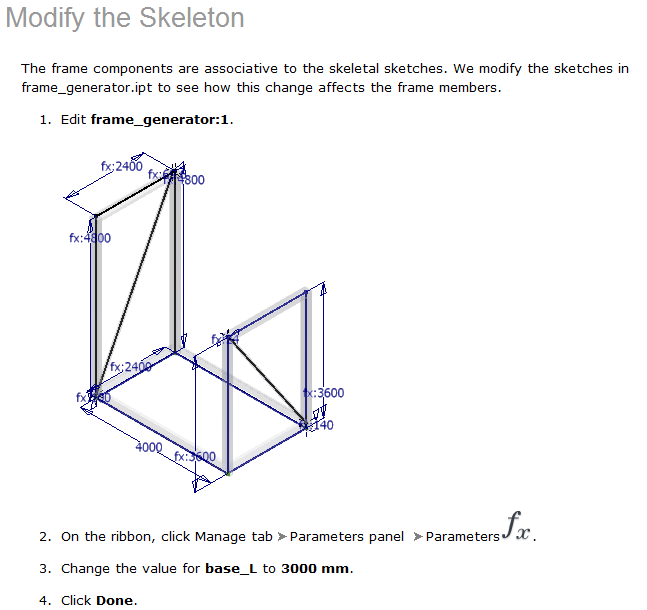 Modify the Skeleton
The frame components are associative to the skeletal sketches. We modify the sketches in
frame_generator.ipt to see how this change affects the frame members.
1. Edit frame_generator:1.
fx:2400
fx:4800
fx:2400
fx:3600
4000
fx:3600
2. On the ribbon, click Manage tab ➤ Parameters panel ➤ Parameters fx.
3. Change the value for base_L to 3000 mm.
4. Click Done.